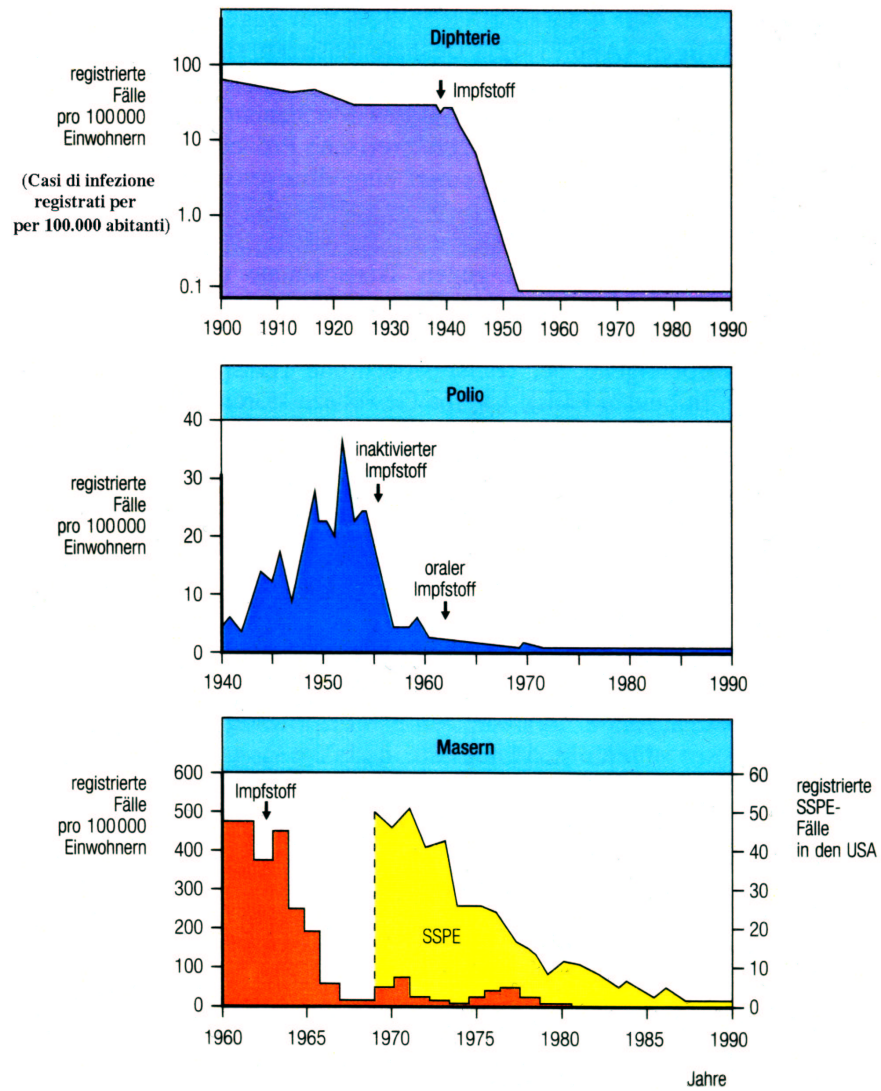 Diphterie
registrierte
Fälle
pro 100000
Einwohnern
(Casi di infezione
registrati per
per 100.000 abitanti)
100
10
1.0
0.1
Impfstoff
1900 1910 1920 1930 1940 1950 1960 1970 1980 1990
Polio
registrierte
Fälle
pro 100000
Einwohnern
40
30
20
10
0
inaktivierter
Impfstoff
oraler
Impfstoff
1940 1950 1960 1970 1980 1990
Masern
registrierte
Fälle
pro 100000
Einwohnern
600
500
400
300
200
100
0
Impfstoff
SSPE
60
50
40
30
20
10
0
registrierte
SSPE-
Fälle
in den USA
1960 1965 1970 1975 1980 1985 1990
Jahre